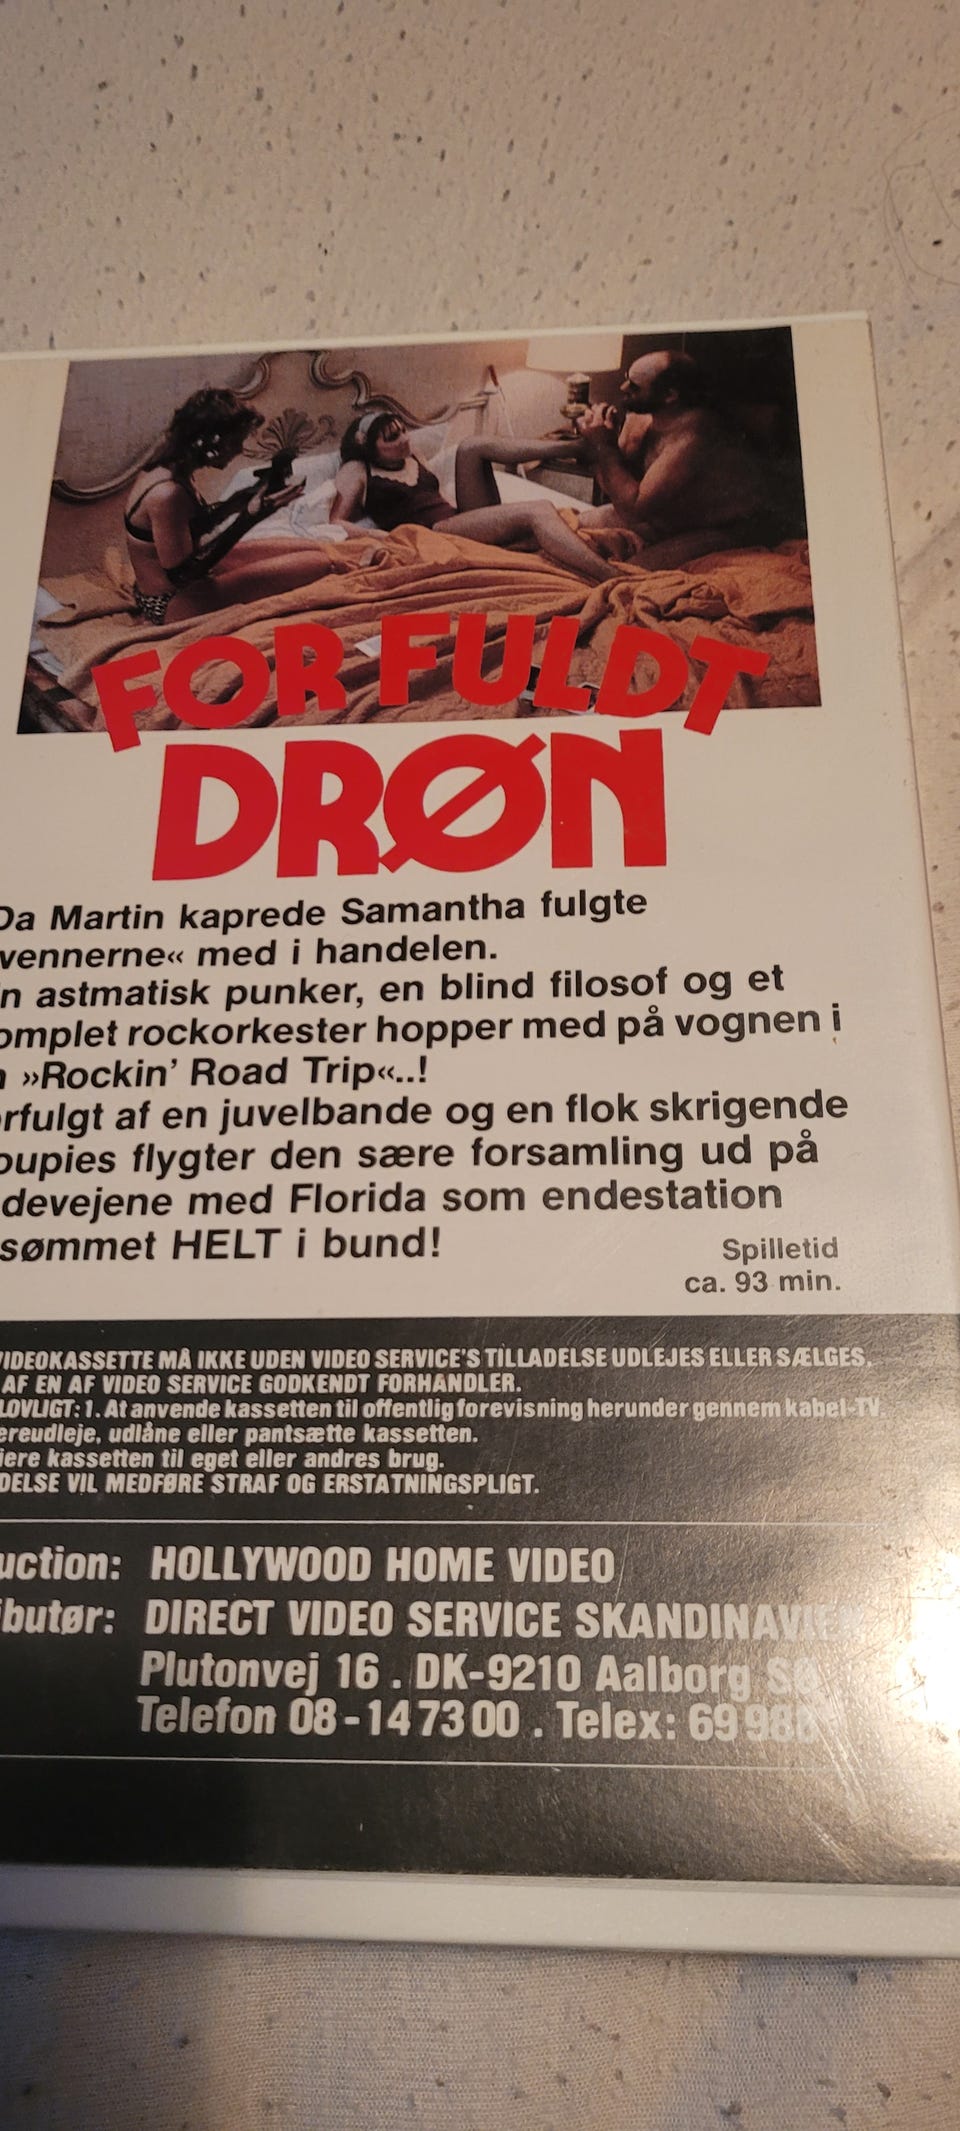 FOR FULDT
DRØN
Da Martin kaprede Samantha fulgte
vennerne« med i handelen.
n astmatisk punker, en blind filosof og et
omplet rockorkester hopper med på vognen i
»Rockin' Road Trip«..!
rfulgt af en juvelbande og en flok skrigende
oupies flygter den sære forsamling ud på
devejene med Florida som endestation
sømmet HELT i bund!
Spilletid
ca. 93 min.
VIDEOKASSETTE MÅ IKKE UDEN VIDEO SERVICE'S TILLADELSE UDLEJES ELLER SÆLGES,
AF EN AF VIDEO SERVICE GODKENDT FORHANDLER.
LOVLIGT: 1. At anvende kassetten til offentlig forevisning herunder gennem kabel-TV
ereudleje, udlåne eller pantsætte kassetten.
iere kassetten til eget eller andres brug.
DELSE VIL MEDFØRE STRAF OG ERSTATNINGSPLIGT.
uction: HOLLYWOOD HOME VIDEO
ibutør: DIRECT VIDEO SERVICE SKANDINAVIEN
Plutonvej 16 . DK-9210 Aalborg SØ
Telefon 08-14 73 00 . Telex: